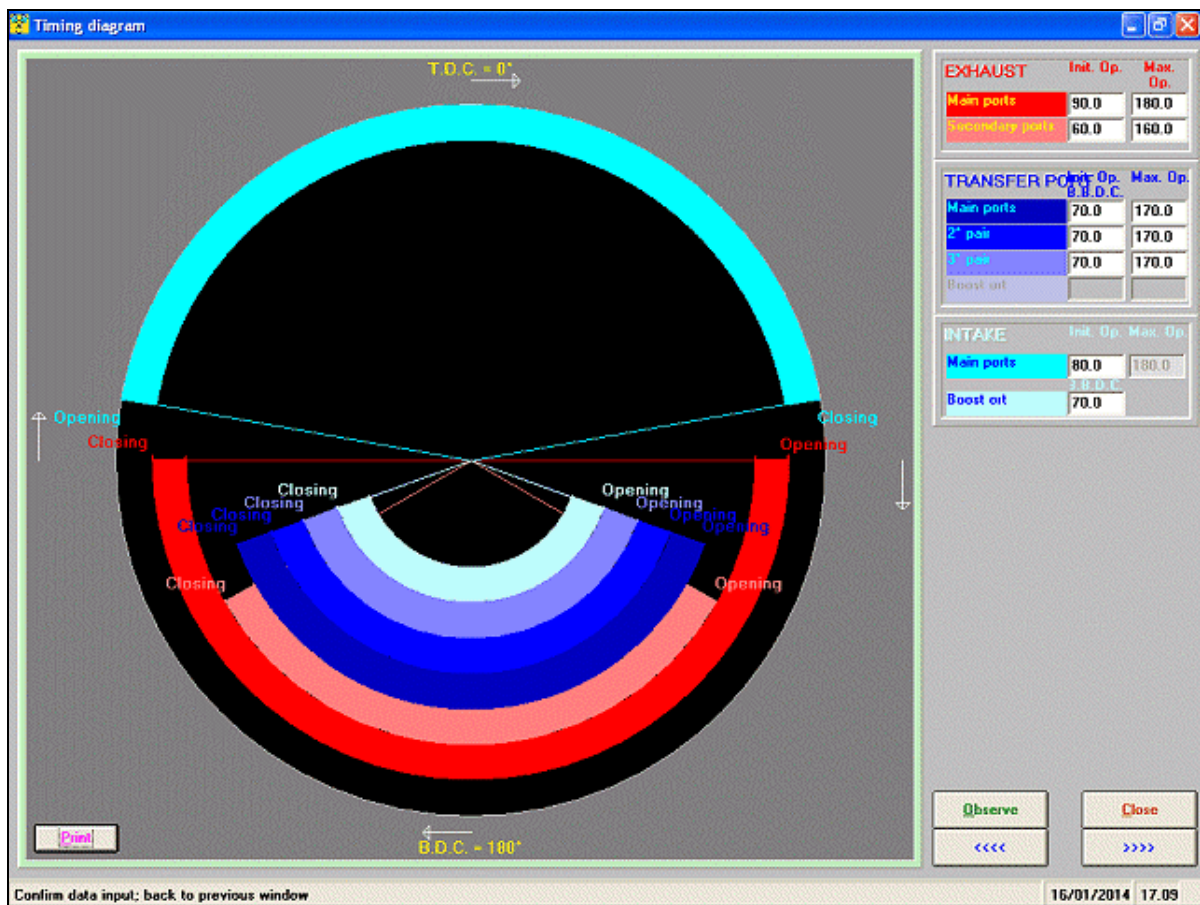 Timing diagram
T.D.C. = 0°
Opening
Closing
Closing
Opening
Closing
Opening
Closing
Opening
Closing
Opening
Closing
Opening
Closing
Opening
B.D.C. = 180°
Print
EXHAUST Init. Op. Max. Op.
Main ports 90.0 180.0
Secondary ports 60.0 160.0
TRANSFER PORT Init. Op. Max. Op.
B.B.D.C.
Main ports 70.0 170.0
2° pair 70.0 170.0
3° pair 70.0 170.0
Boost ort
INTAKE Init. Op. Max. Op.
Main ports 80.0 180.0
B.B.D.C.
Boost ort 70.0
Observe Close
<<<< >>>>
Confirm data input; back to previous window 16/01/2014 17.09